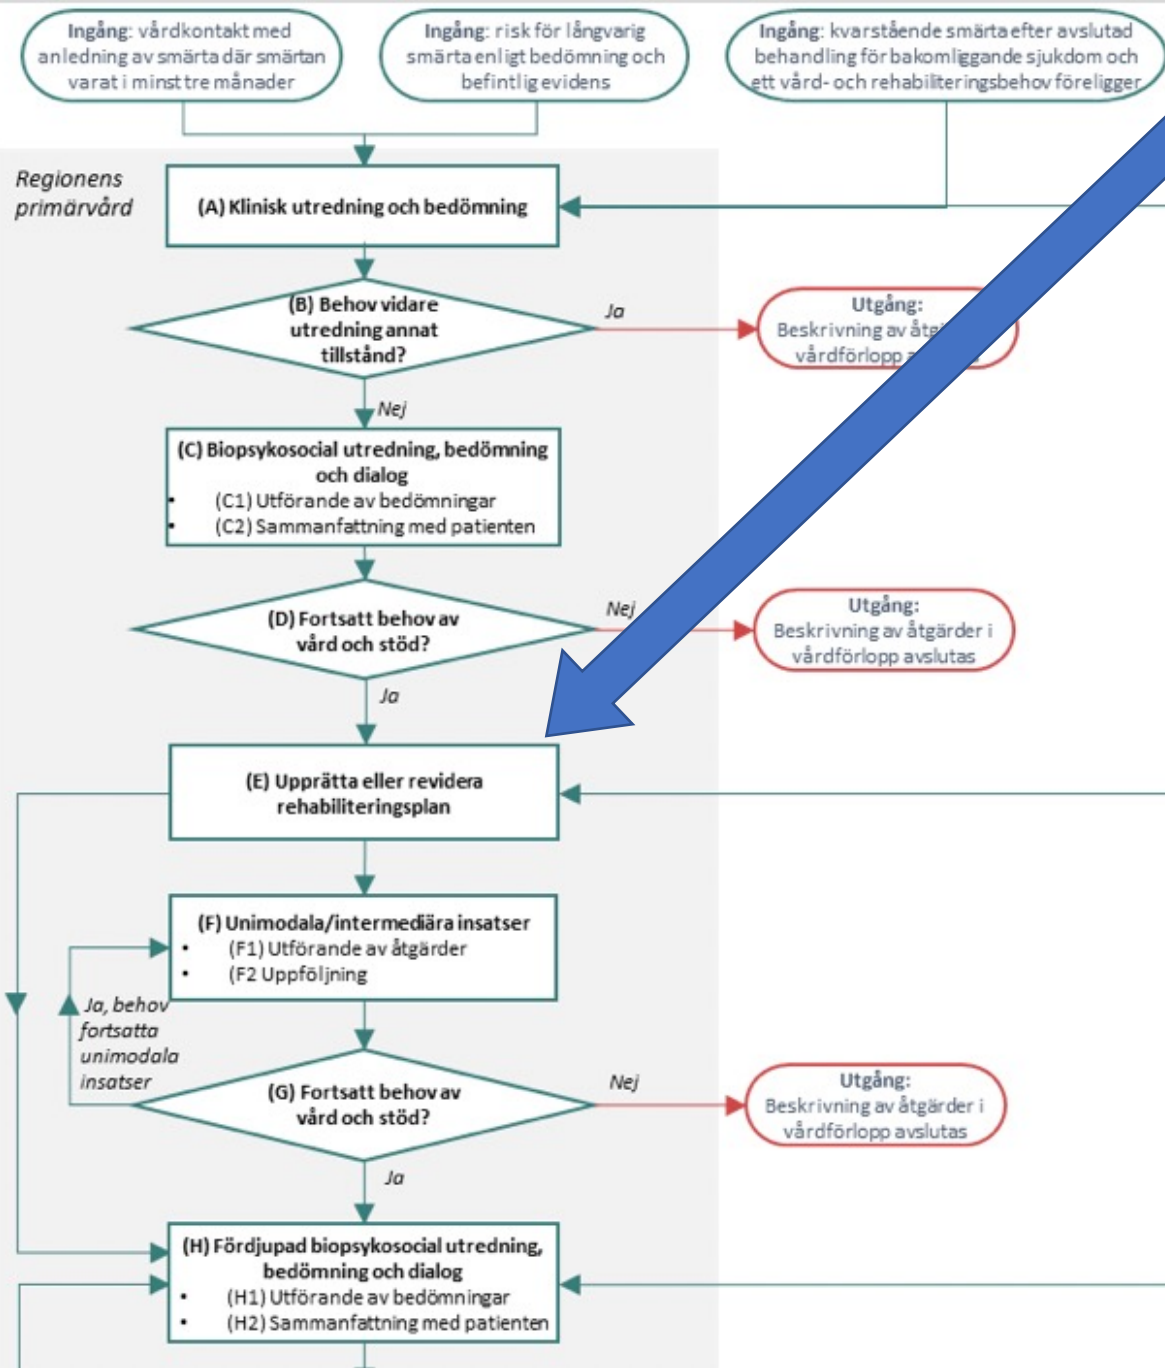 Ingång: vårdkontakt med
anledning av smärta där smärtan
varat i minst tre månader
Ingång: risk för långvarig
smärta enligt bedömning och
befintlig evidens
Ingång: kvarstående smärta efter avslutad
behandling för bakomliggande sjukdom och
ett vård- och rehabiliteringsbehov föreligger
Regionens
primärvård
(A) Klinisk utredning och bedömning
(B) Behov vidare
utredning annat
tillstånd?
Ja
Utgång:
Beskrivning av
vårdförlopp
Nej
(C) Biopsykosocial utredning, bedömning
och dialog
• (C1) Utförande av bedömningar
• (C2) Sammanfattning med patienten
(D) Fortsatt behov av
vård och stöd?
Nej
Utgång:
Beskrivning av åtgärder i
vårdförlopp avslutas
Ja
(E) Upprätta eller revidera
rehabiliteringsplan
(F) Unimodala/intermediära insatser
• (F1) Utförande av åtgärder
• (F2 Uppföljning
Ja, behov
fortsatta
unimodala
insatser
(G) Fortsatt behov av
vård och stöd?
Nej
Utgång:
Beskrivning av åtgärder i
vårdförlopp avslutas
Ja
(H) Fördjupad biopsykosocial utredning,
bedömning och dialog
• (H1) Utförande av bedömningar
• (H2) Sammanfattning med patienten